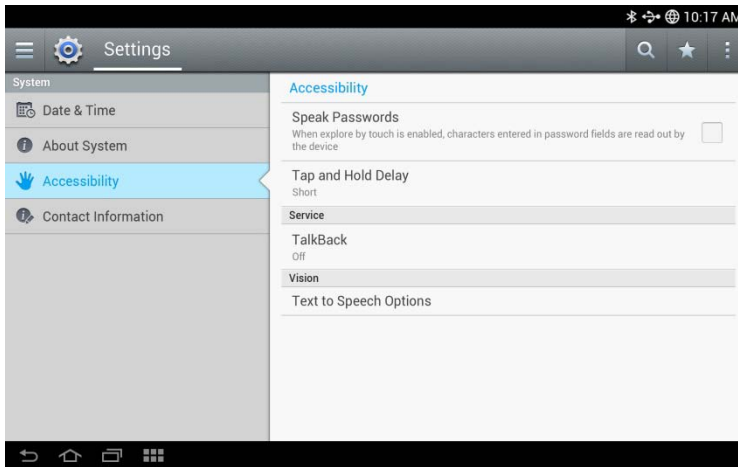 10:17 AM
Settings
System
Date & Time
About System
Accessibility
Contact Information
Accessibility
Speak Passwords
When explore by touch is enabled, characters entered in password fields are read out by
the device
Tap and Hold Delay
Short
Service
TalkBack
Off
Vision
Text to Speech Options